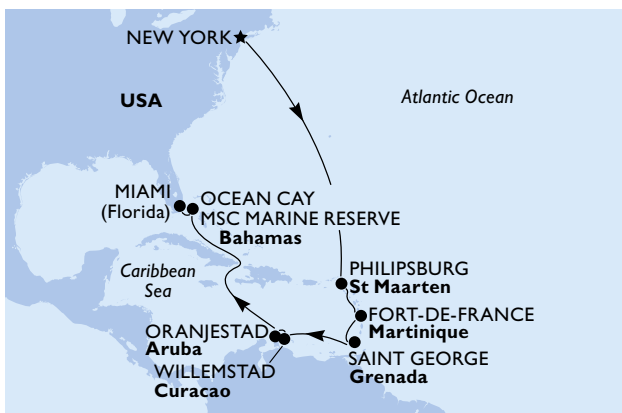 NEW YORK
USA
Atlantic Ocean
MIAMI
(Florida)
OCEAN CAY
MSC MARINE RESERVE
Bahamas
Caribbean
Sea
PHILIPSBURG
St Maarten
FORT-DE-FRANCE
Martinique
ORANJESTAD
Aruba
SAINT GEORGE
Grenada
WILLEMSTAD
Curacao